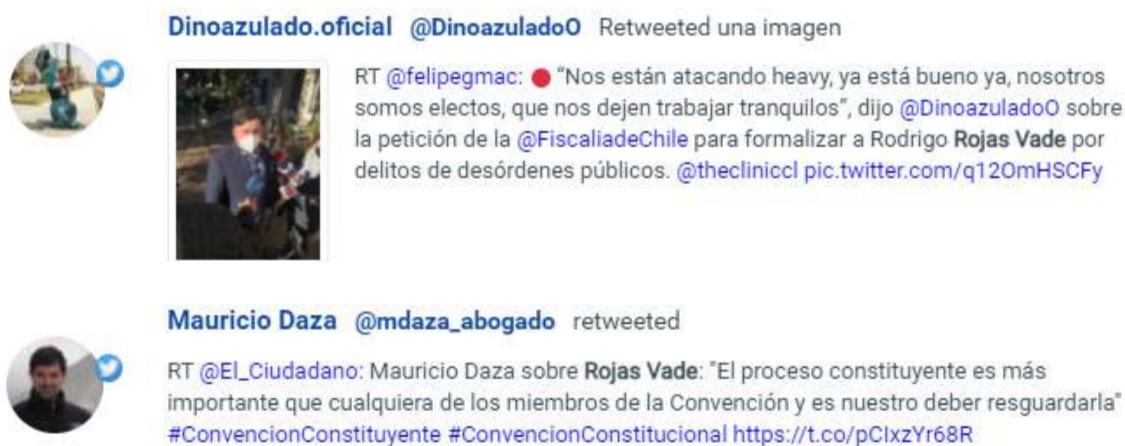 Dinoazulado.oficial @DinoazuladoO Retweeted una imagen
RT @felipegmac: 🔴 “Nos están atacando heavy, ya está bueno ya, nosotros
somos electos, que nos dejen trabajar tranquilos”, dijo @DinoazuladoO sobre
la petición de la @FiscaliadeChile para formalizar a Rodrigo Rojas Vade por
delitos de desórdenes públicos. @thecliniccl pic.twitter.com/q12OmHSCFy
Mauricio Daza @mdaza_abogado retweeted
RT @El_Ciudadano: Mauricio Daza sobre Rojas Vade: "El proceso constituyente es más
importante que cualquiera de los miembros de la Convención y es nuestro deber resguardarla"
#ConvencionConstituyente #ConvencionConstitucional https://t.co/pCIxzYr68R